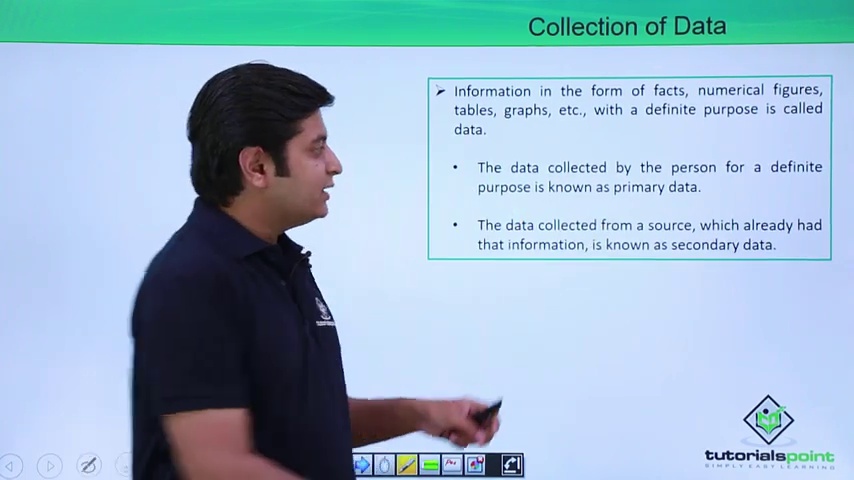 Collection of Data
Information in the form of facts, numerical figures,
tables, graphs, etc., with a definite purpose is called
data.
• The data collected by the person for a definite
purpose is known as primary data.
• The data collected from a source, which already had
that information, is known as secondary data.
tutorialspoint
SIMPLY EASY LEARNING